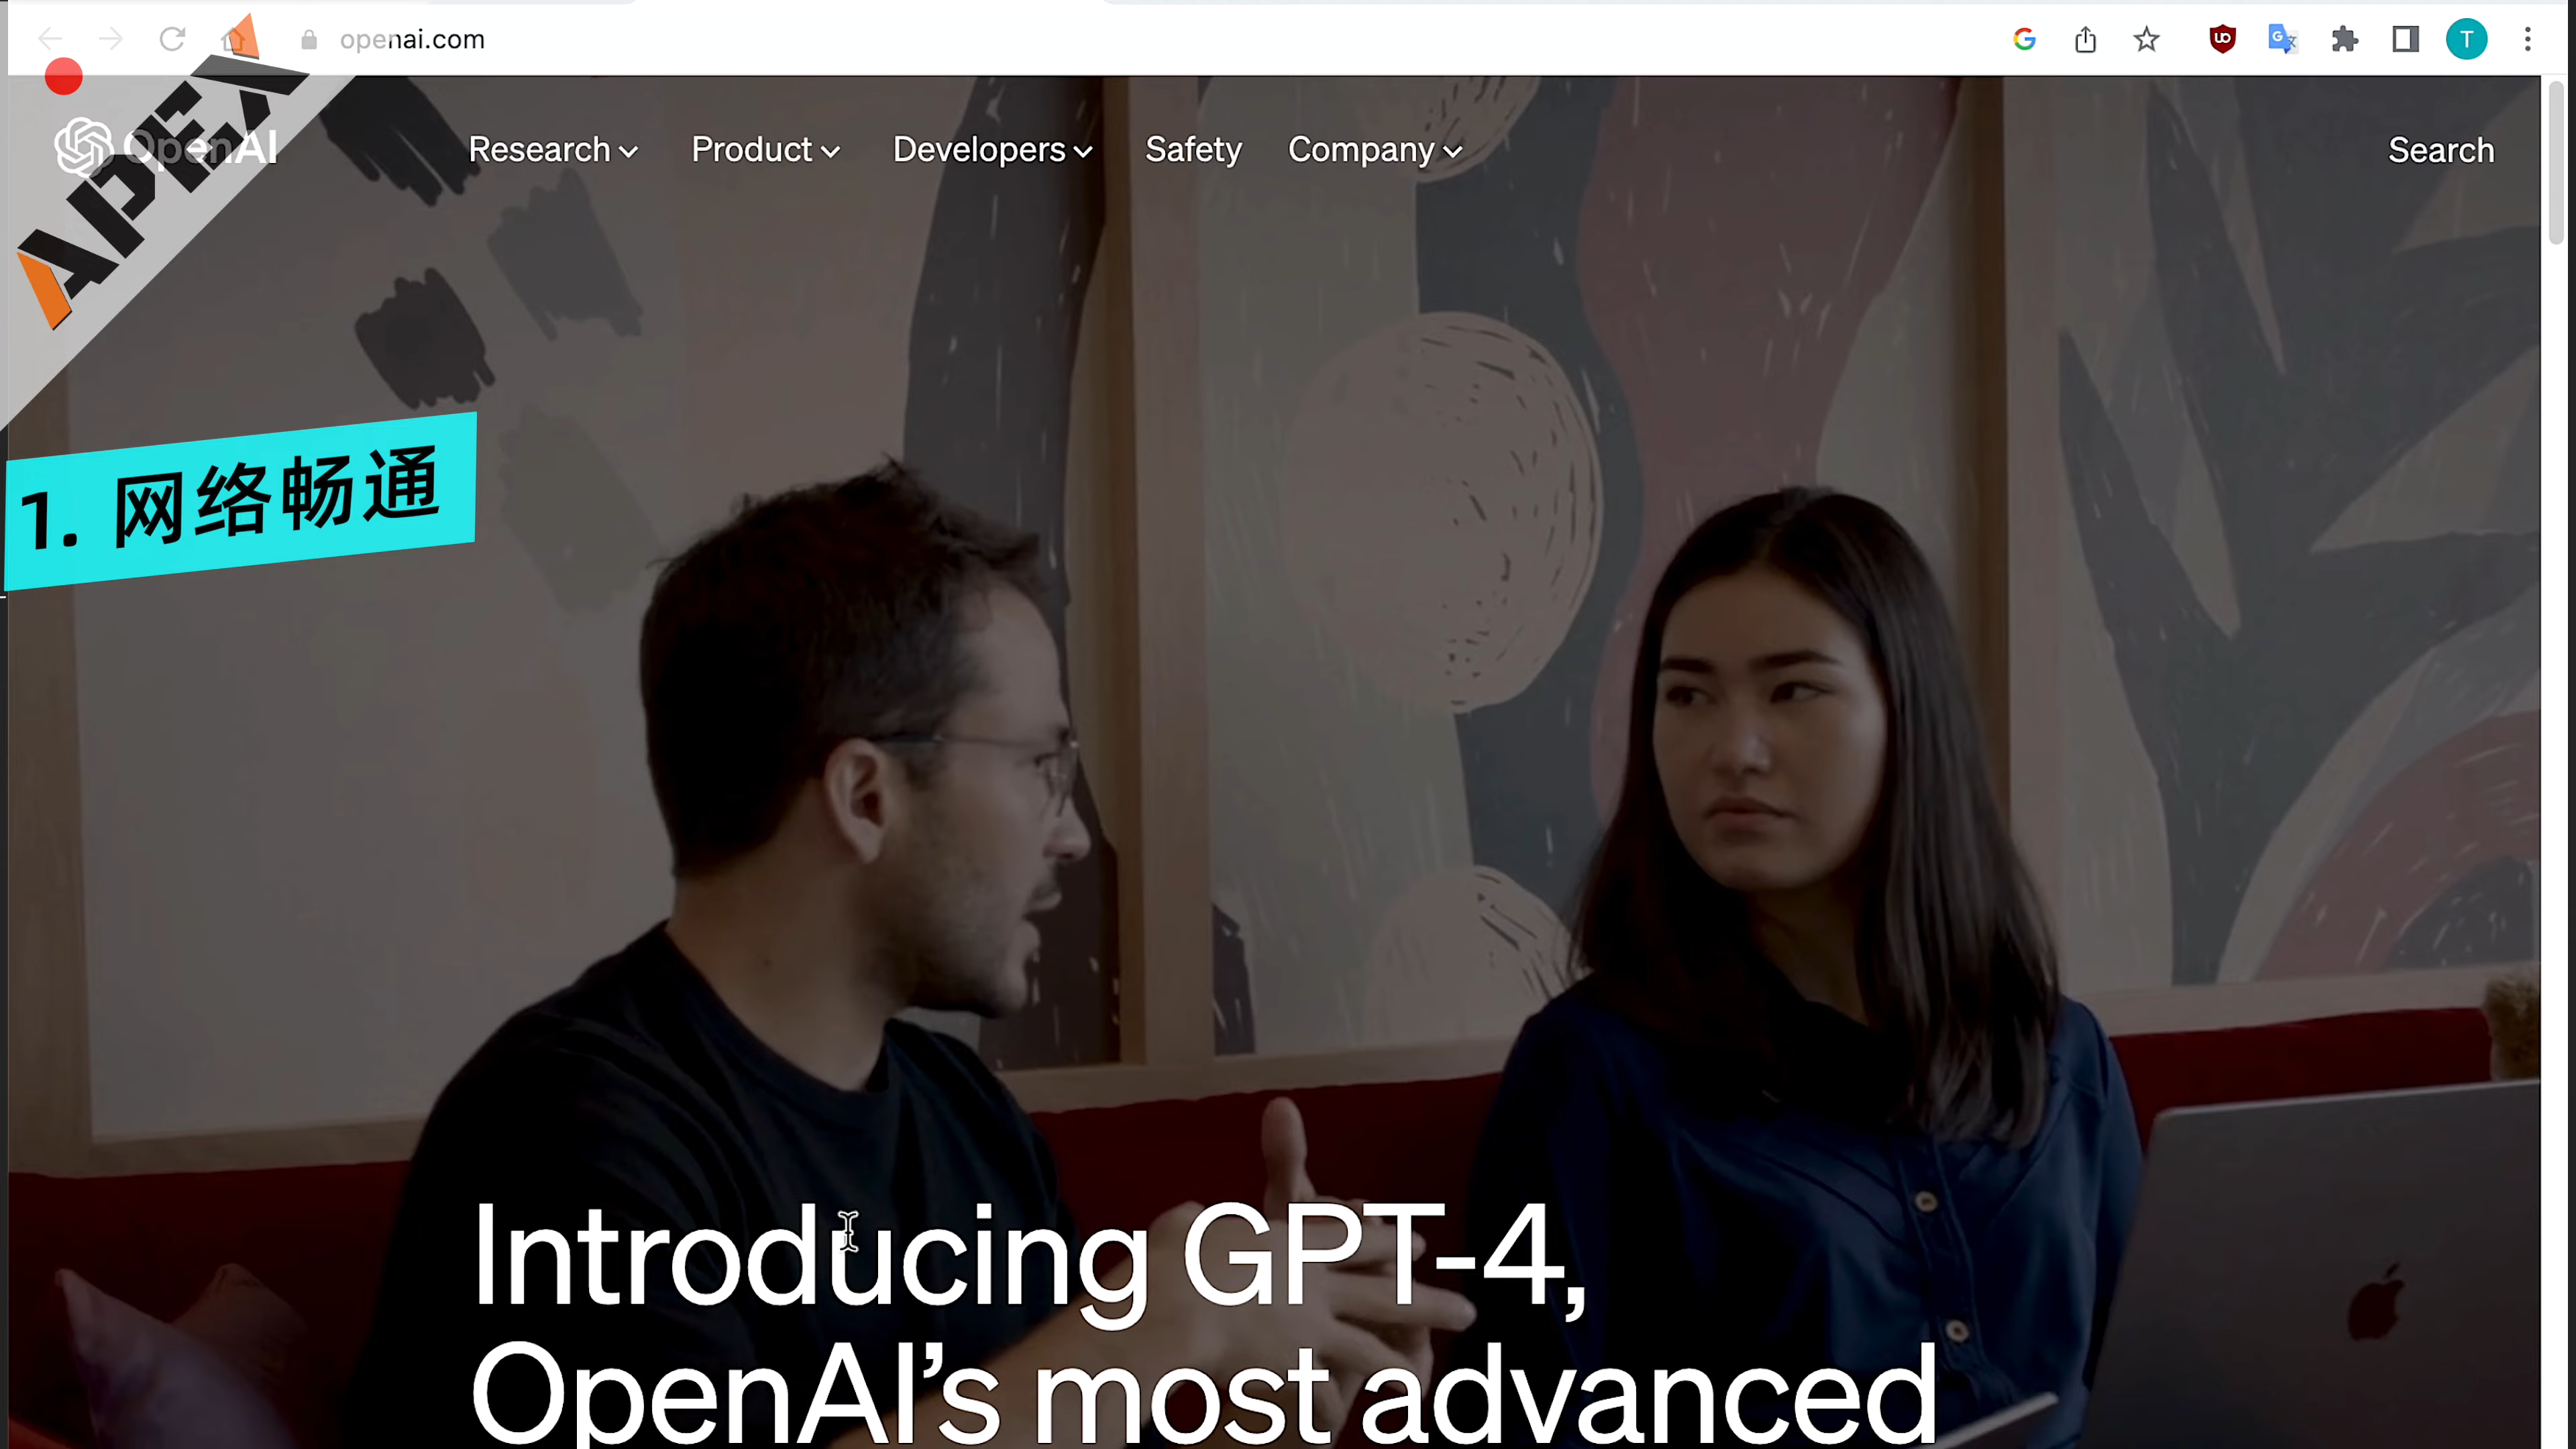 openai.com
T
APEX
OpenAI
Research
Product
Developers
Safety
Company
Search
1. 网络畅通
Introducing GPT-4,
OpenAI’s most advanced